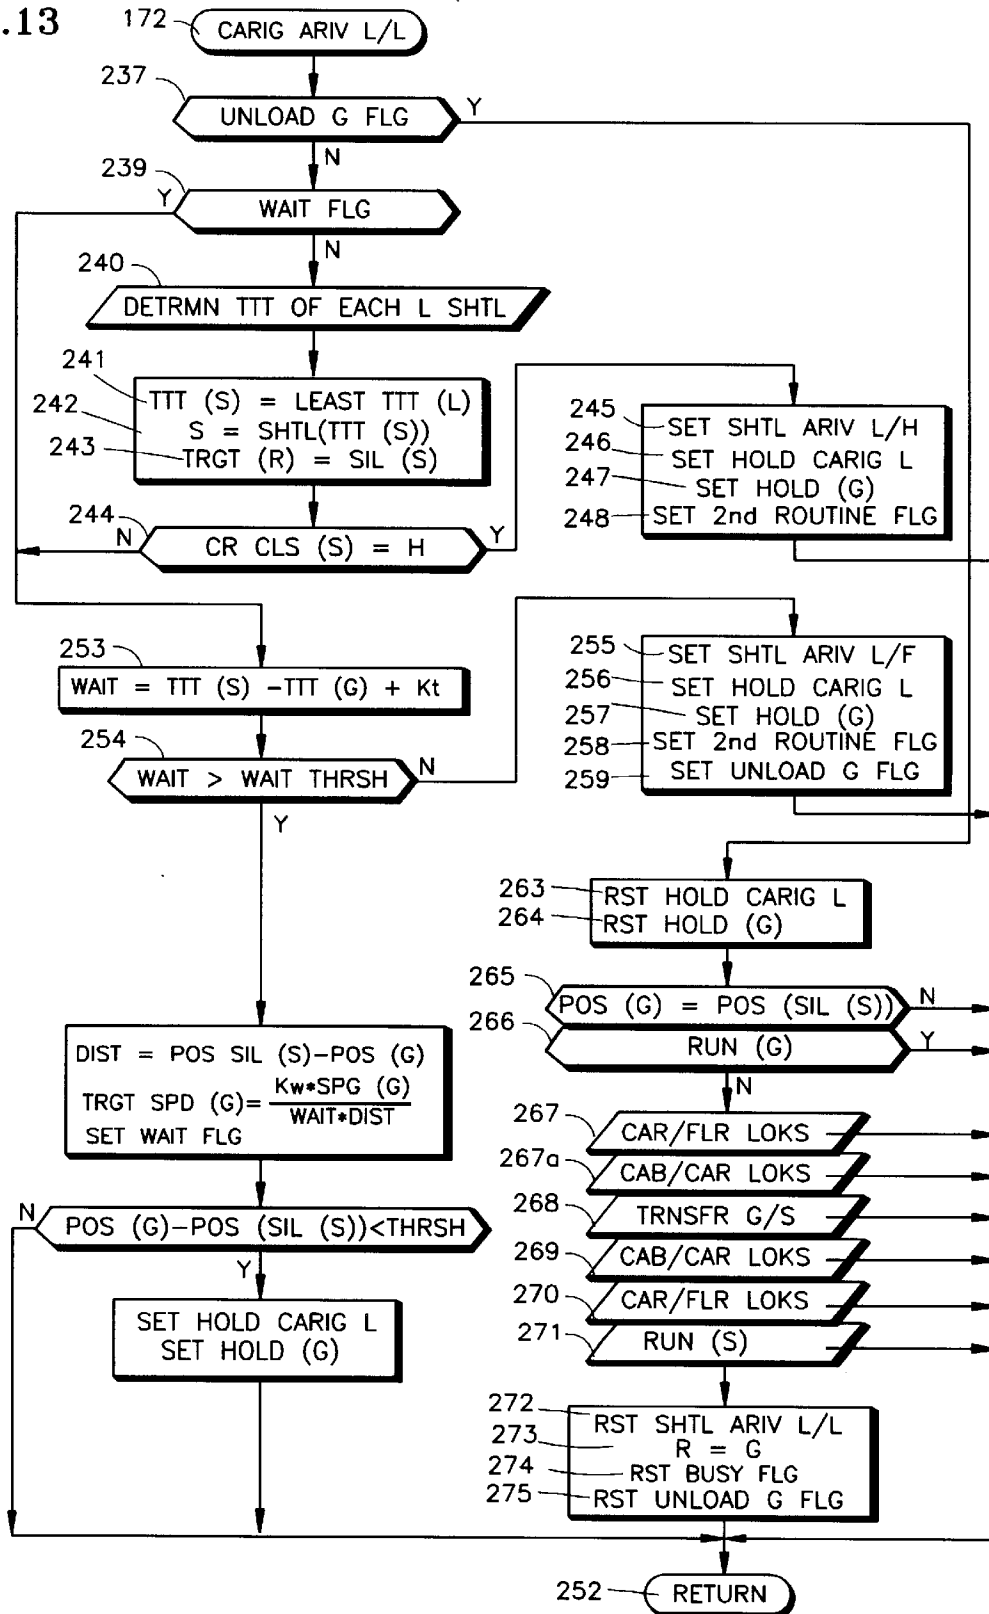 .13
172
CARIG ARIV L/L
237
UNLOAD G FLG
Y
N
239
Y
WAIT FLG
N
240
DETRMN TTT OF EACH L SHTL
241
TTT (S) = LEAST TTT (L)
242
S = SHTL(TTT (S))
243
TRGT (R) = SIL (S)
244
N
CR CLS (S) = H
Y
245
SET SHTL ARIV L/H
246
SET HOLD CARIG L
247
SET HOLD (G)
248
SET 2nd ROUTINE FLG
253
WAIT = TTT (S) -TTT (G) + Kt
254
WAIT > WAIT THRSH
N
Y
255
SET SHTL ARIV L/F
256
SET HOLD CARIG L
257
SET HOLD (G)
258
SET 2nd ROUTINE FLG
259
SET UNLOAD G FLG
263
RST HOLD CARIG L
264
RST HOLD (G)
265
POS (G) = POS (SIL (S))
N
266
RUN (G)
Y
N
DIST = POS SIL (S)-POS (G)
TRGT SPD (G)= Kw*SPG (G)
WAIT*DIST
SET WAIT FLG
N
POS (G)-POS (SIL (S))<THRSH
Y
SET HOLD CARIG L
SET HOLD (G)
267
CAR/FLR LOKS
267a
CAB/CAR LOKS
268
TRNSFR G/S
269
CAB/CAR LOKS
270
CAR/FLR LOKS
271
RUN (S)
272
RST SHTL ARIV L/L
273
R = G
274
RST BUSY FLG
275
RST UNLOAD G FLG
252
RETURN